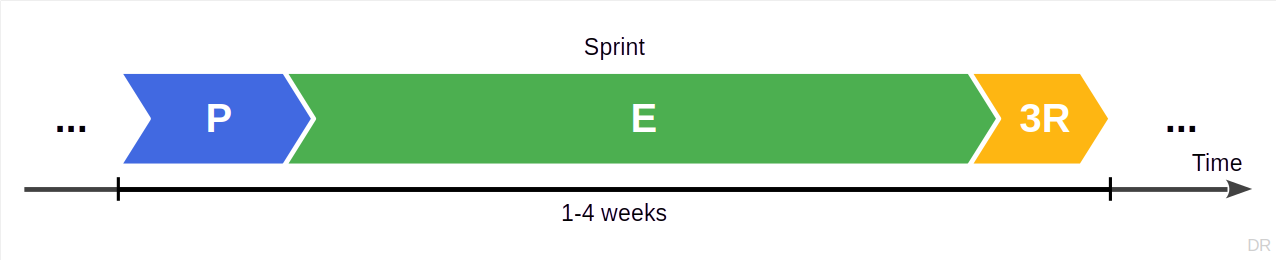 Sprint
... P E 3R ...
Time
1-4 weeks
DR